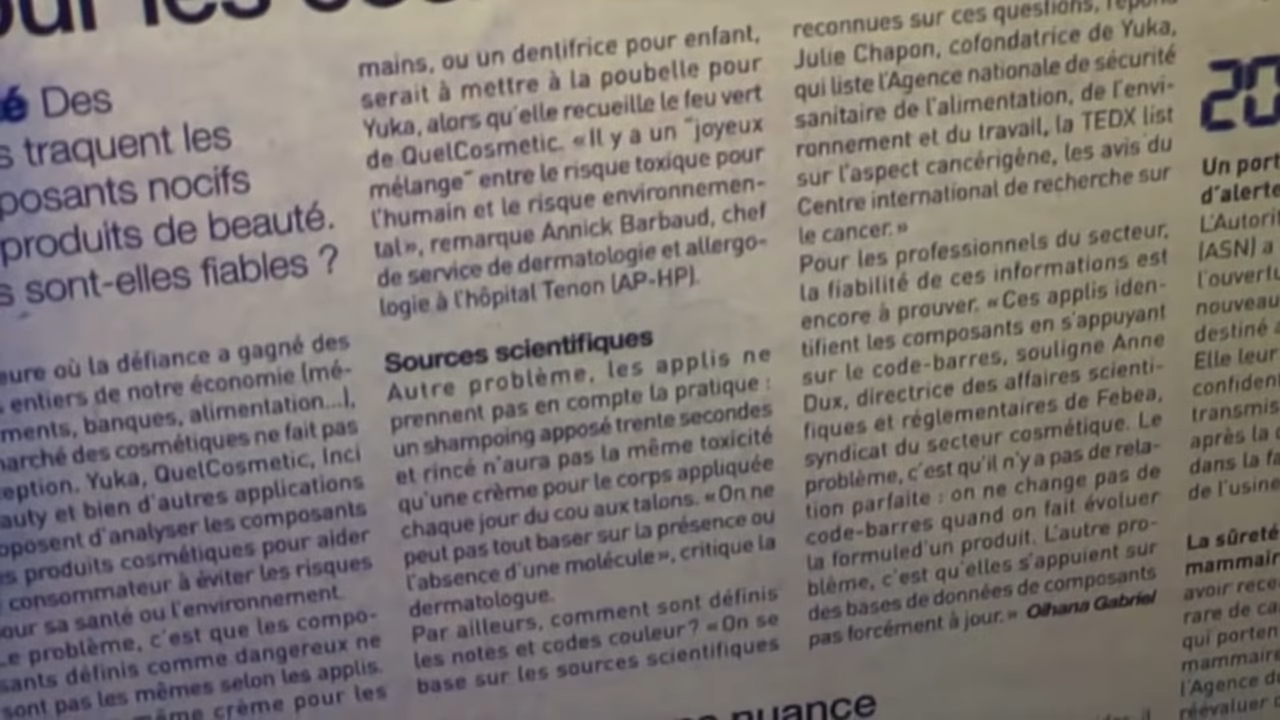 our les
é Des
s traquent les
posants nocifs
produits de beauté.
s sont-elles fiables ?
eure où la défiance a gagné des
entiers de notre économie (mé-
ments, banques, alimentation...),
marché des cosmétiques ne fait pas
eption. Yuka, QuelCosmetic, Inci
auty et bien d'autres applications
oposent d'analyser les composants
es produits cosmétiques pour aider
consommateur à éviter les risques
our sa santé ou l'environnement.
Le problème, c'est que les compo-
sants définis comme dangereux ne
sont pas les mêmes selon les applis.
même crème pour les
mains, ou un dentifrice pour enfant,
serait à mettre à la poubelle pour
Yuka, alors qu'elle recueille le feu vert
de QuelCosmetic. « Il y a un "joyeux
mélange" entre le risque toxique pour
l'humain et le risque environnemen-
tal », remarque Annick Barbaud, chef
de service de dermatologie et allergo-
logie à l'hôpital Tenon (AP-HP).
Sources scientifiques
Autre problème, les applis ne
prennent pas en compte la pratique :
un shampoing apposé trente secondes
et rincé n'aura pas la même toxicité
qu'une crème pour le corps appliquée
chaque jour du cou aux talons. « On ne
peut pas tout baser sur la présence ou
l'absence d'une molécule », critique la
dermatologue.
Par ailleurs, comment sont définis
les notes et codes couleur ? « On se
base sur les sources scientifiques
reconnues sur ces questions, répond
Julie Chapon, cofondatrice de Yuka,
qui liste l'Agence nationale de sécurité
sanitaire de l'alimentation, de l'envi-
ronnement et du travail, la TEDX list
sur l'aspect cancérigène, les avis du
Centre international de recherche sur
le cancer. »
Pour les professionnels du secteur,
la fiabilité de ces informations est
encore à prouver. « Ces applis iden-
tifient les composants en s'appuyant
sur le code-barres, souligne Anne
Dux, directrice des affaires scienti-
fiques et réglementaires de Febea,
syndicat du secteur cosmétique. Le
problème, c'est qu'il n'y a pas de rela-
tion parfaite : on ne change pas de
code-barres quand on fait évoluer
la formuled'un produit. L'autre pro-
blème, c'est qu'elles s'appuient sur
des bases de données de composants
pas forcément à jour. » Oihana Gabriel
nuance
20
Un port
d'alerte
L'Autori
(ASN) a
l'ouvertu
nouveau
destiné
Elle leur
confident
transmis
après la
dans la fa
de l'usine
La sûreté
mammair
avoir rece
rare de ca
qui porten
mammaire
l'Agence du
réévaluer